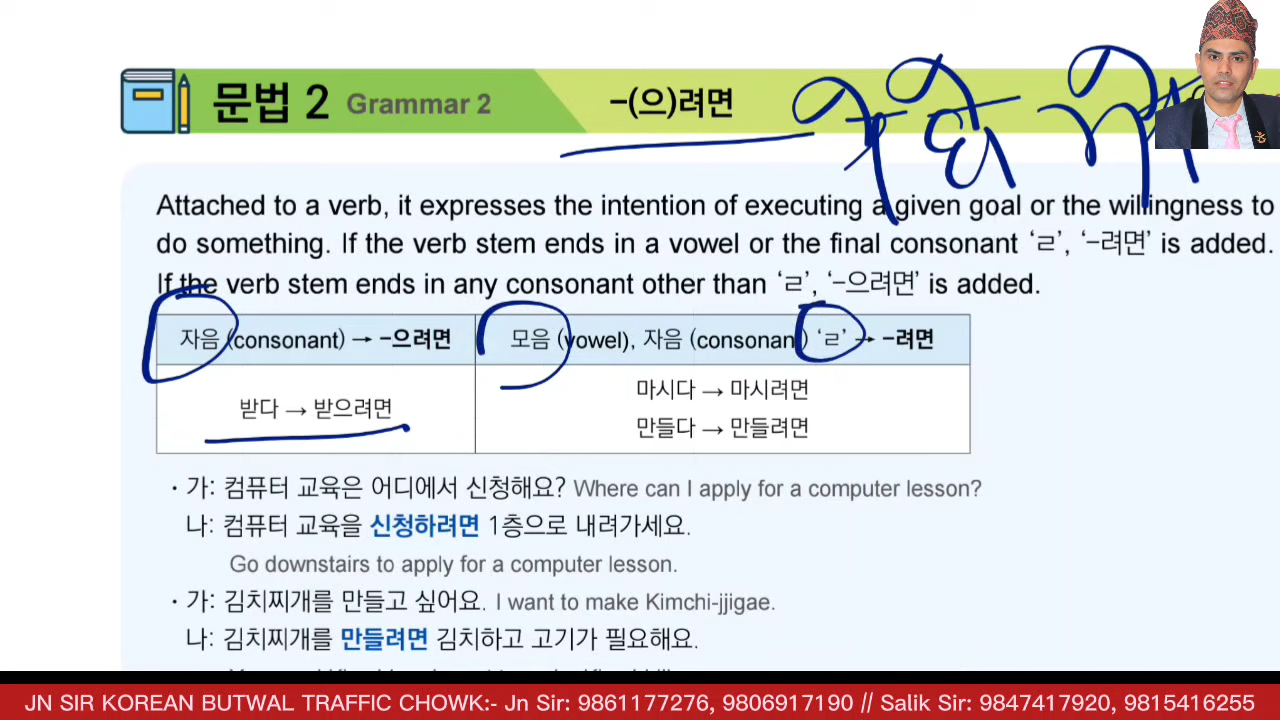 문법 2 Grammar 2 -(으)려면
Attached to a verb, it expresses the intention of executing a given goal or the willingness to
do something. If the verb stem ends in a vowel or the final consonant ‘ㄹ’, ‘-려면’ is added.
If the verb stem ends in any consonant other than ‘ㄹ’, ‘-으려면’ is added.
자음 (consonant) → -으려면 모음 (vowel), 자음 (consonant) ‘ㄹ’ → -려면
받다 → 받으려면
마시다 → 마시려면
만들다 → 만들려면
· 가: 컴퓨터 교육은 어디에서 신청해요? Where can I apply for a computer lesson?
나: 컴퓨터 교육을 신청하려면 1층으로 내려가세요.
Go downstairs to apply for a computer lesson.
· 가: 김치찌개를 만들고 싶어요. I want to make Kimchi-jjigae.
나: 김치찌개를 만들려면 김치하고 고기가 필요해요.
JN SIR KOREAN BUTWAL TRAFFIC CHOWK:- Jn Sir: 9861177276, 9806917190 // Salik Sir: 9847417920, 9815416255